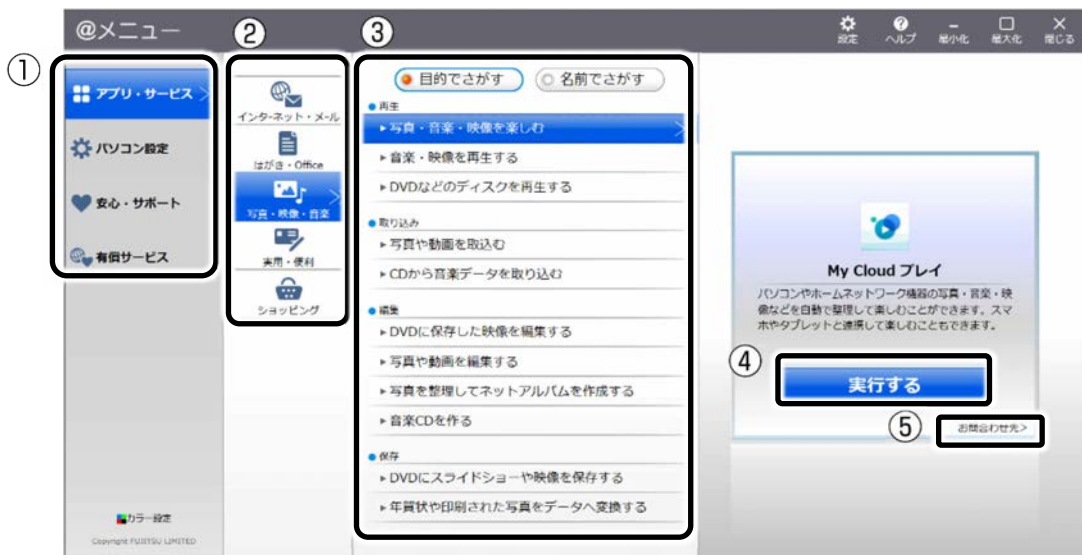 @メニュー
設定
ヘルプ
最小化
最大化
閉じる
①
アプリ・サービス
パソコン設定
安心・サポート
有償サービス
カラー設定
Copyright FUJITSU LIMITED
②
インターネット・メール
はがき・Office
写真・映像・音楽
実用・便利
ショッピング
③
目的でさがす
名前でさがす
再生
写真・音楽・映像を楽しむ
音楽・映像を再生する
DVDなどのディスクを再生する
取り込み
写真や動画を取込む
CDから音楽データを取り込む
編集
DVDに保存した映像を編集する
写真や動画を編集する
写真を整理してネットアルバムを作成する
音楽CDを作る
保存
DVDにスライドショーや映像を保存する
年賀状や印刷された写真をデータへ変換する
My Cloud プレイ
パソコンやホームネットワーク機器の写真・音楽・映
像などを自動で整理して楽しむことができます。スマ
ホやタブレットと連携して楽しむこともできます。
④
実行する
⑤
お問合わせ先>